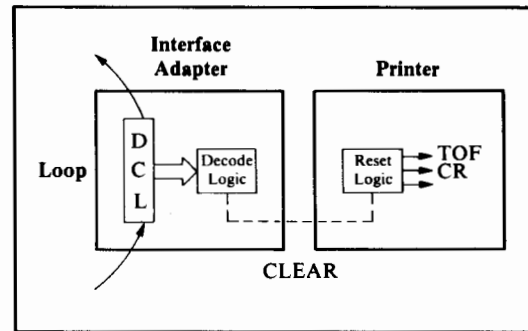 Interface
Adapter
Printer
Loop
D
C
L
Decode
Logic
Reset
Logic
TOF
CR
CLEAR